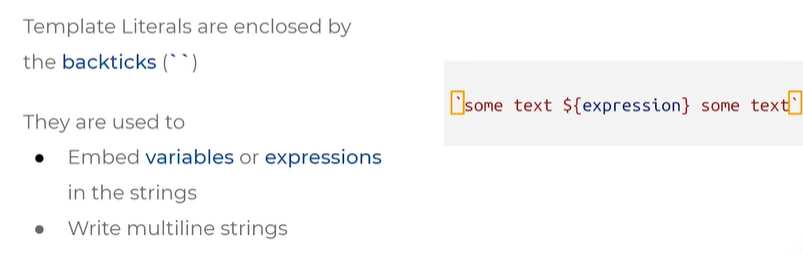 Template Literals are enclosed by
the backticks (``)
They are used to
● Embed variables or expressions
in the strings
● Write multiline strings
`some text ${expression} some text`